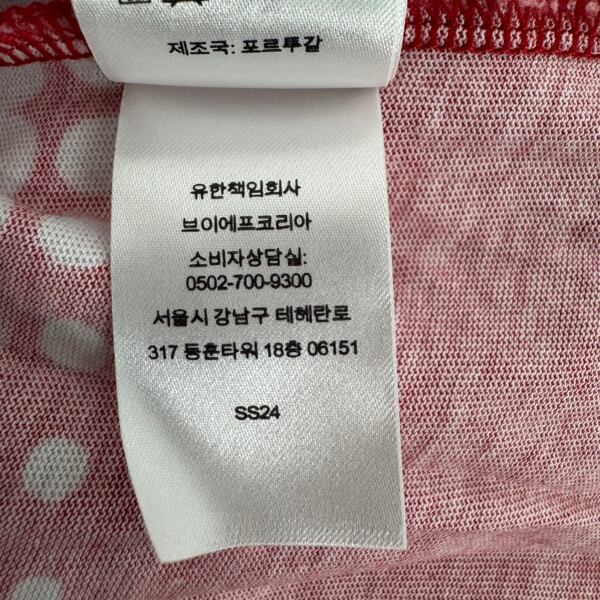 제조국: 포르투갈
유한책임회사
브이에프코리아
소비자상담실:
0502-700-9300
서울시 강남구 테헤란로
317 동훈타워 18층 06151
SS24